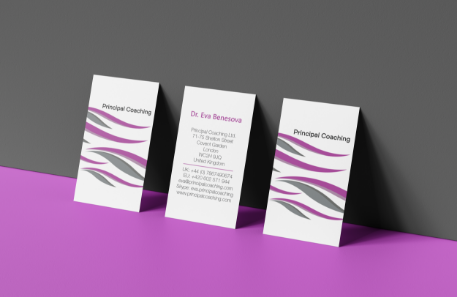 Principal Coaching
Dr. Eva Benesova
Principal Coaching Ltd.
71-75 Shelton Street
Covent Garden
London
WC2H 9JQ
United Kingdom
www.principalcoaching.com
Principal Coaching